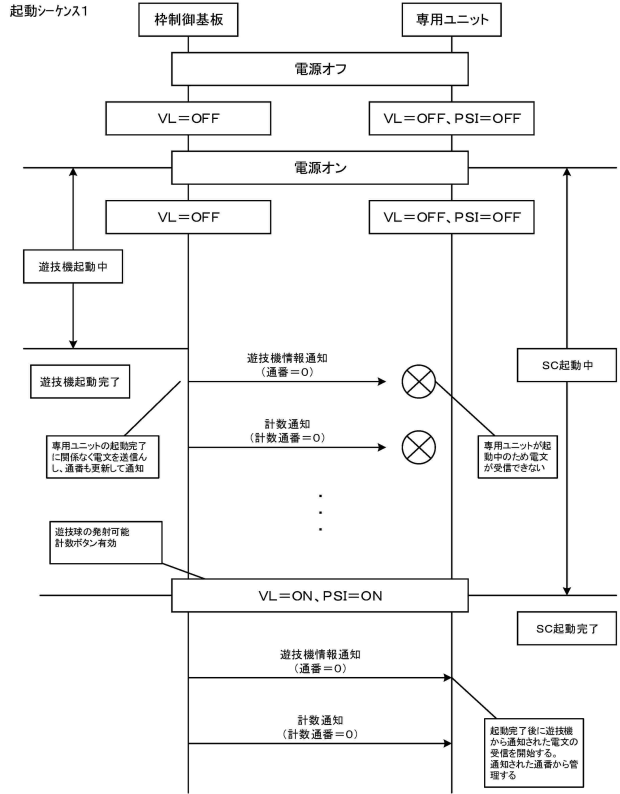 起動シーケンス1
枠制御基板
専用ユニット
電源オフ
VL=OFF
VL=OFF、PSI=OFF
電源オン
VL=OFF
VL=OFF、PSI=OFF
遊技機起動中
SC起動中
遊技機情報通知
(通番=0)
遊技機起動完了
計数通知
(計数通番=0)
専用ユニットの起動完了
に関係なく電文を送信ん
し、通番も更新して通知
専用ユニットが起
動中のため電文
が受信できない
遊技球の発射可能
計数ボタン有効
VL=ON、PSI=ON
SC起動完了
遊技機情報通知
(通番=0)
計数通知
(計数通番=0)
起動完了後に遊技機
から通知された電文の
受信を開始する。
通知された通番から管
理する